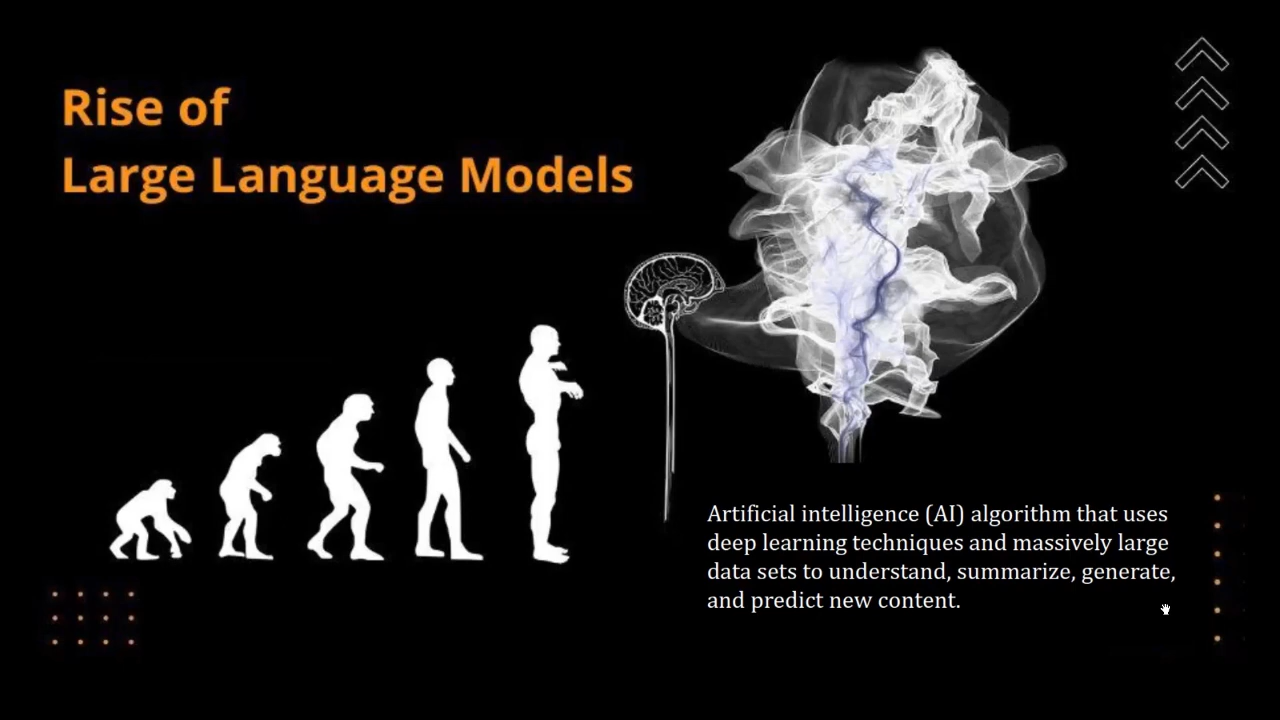 Rise of
Large Language Models
Artificial intelligence (AI) algorithm that uses
deep learning techniques and massively large
data sets to understand, summarize, generate,
and predict new content.